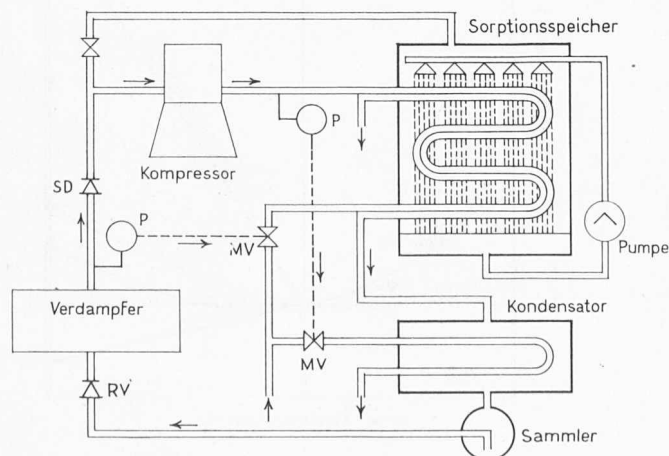 Sorptionsspeicher
P
Kompressor
SD
P
MV
Pumpe
Verdampfer
Kondensator
MV
RV
Sammler